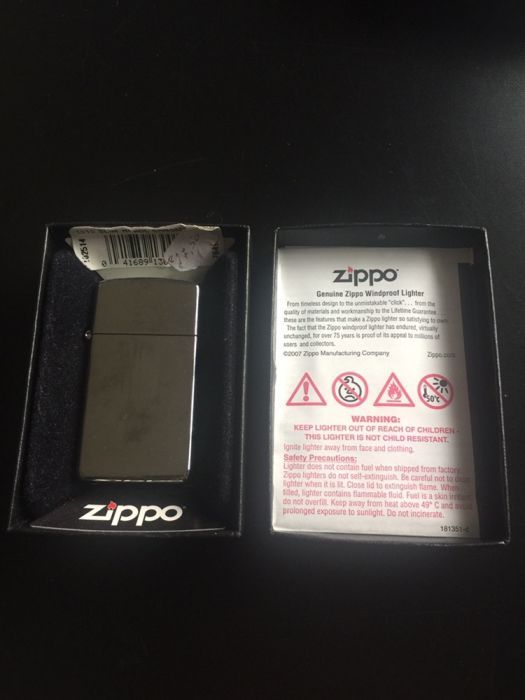 102514
0 41689
zippo
zippo
Genuine Zippo Windproof Lighter
From timeless design to the unmistakable "click". . . from the
quality of materials and workmanship to the Lifetime Guarantee . . .
these are the features that make a Zippo lighter so satisfying to own.
The fact that the Zippo windproof lighter has endured, virtually
unchanged, for over 75 years is proof of its appeal to millions of
users and collectors.
©2007 Zippo Manufacturing Company Zippo.com
50°C
WARNING:
KEEP LIGHTER OUT OF REACH OF CHILDREN -
THIS LIGHTER IS NOT CHILD RESISTANT.
Ignite lighter away from face and clothing.
Safety Precautions:
Lighter does not contain fuel when shipped from factory.
Zippo lighters do not self-extinguish. Be careful not to
lighter when it is lit. Close lid to extinguish flame. When
filled, lighter contains flammable fluid. Fuel is a skin
do not overfill. Keep away from heat above 49° C and avoid
prolonged exposure to sunlight. Do not incinerate.
181351-C